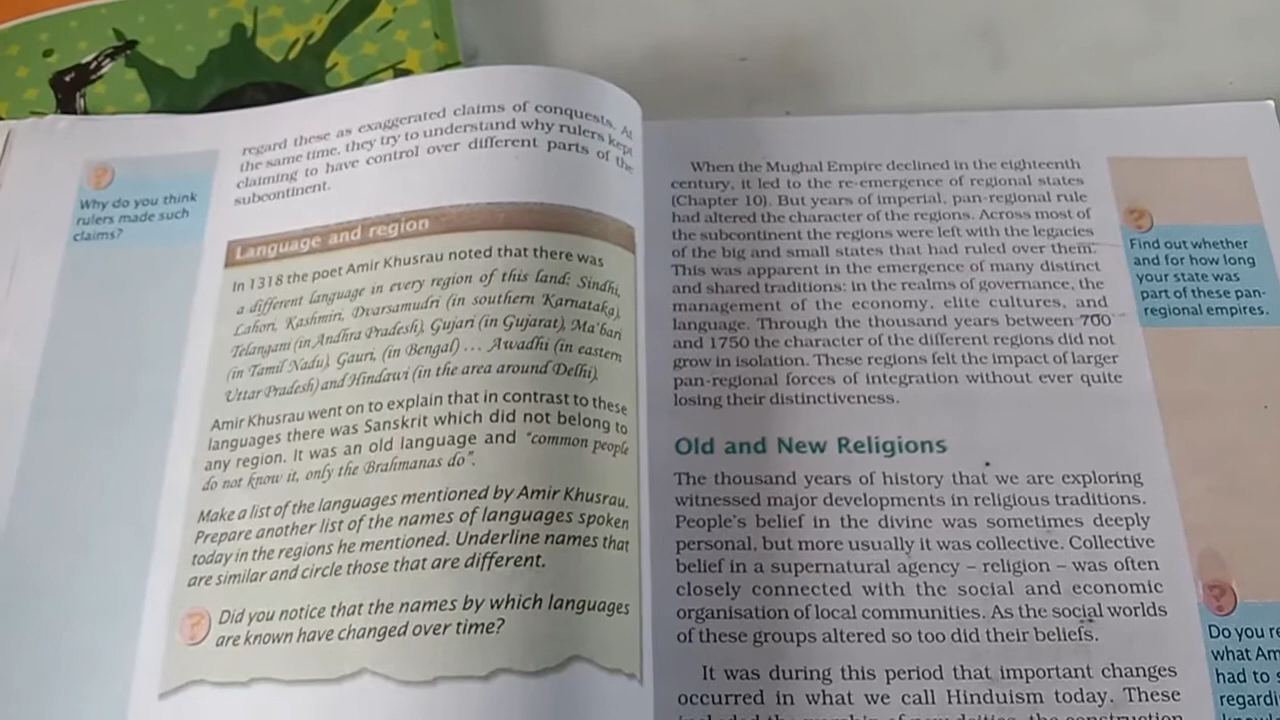 regard these as exaggerated claims of conquests. At
the same time, they try to understand why rulers kept
claiming to have control over different parts of the
subcontinent.
Why do you think
rulers made such
claims?
Language and region
In 1318 the poet Amir Khusrau noted that there was
a different language in every region of this land: Sindhi,
Lahori, Kashmiri, Dvarsamudri (in southern Karnataka),
Telangani (in Andhra Pradesh), Gujari (in Gujarat), Ma'bari
(in Tamil Nadu), Gauri, (in Bengal) ... Awadhi (in eastern
Uttar Pradesh) and Hindawi (in the area around Delhi).
Amir Khusrau went on to explain that in contrast to these
languages there was Sanskrit which did not belong to
any region. It was an old language and "common people
do not know it, only the Brahmanas do".
Make a list of the languages mentioned by Amir Khusrau.
Prepare another list of the names of languages spoken
today in the regions he mentioned. Underline names that
are similar and circle those that are different.
? Did you notice that the names by which languages
are known have changed over time?
When the Mughal Empire declined in the eighteenth
century, it led to the re-emergence of regional states
(Chapter 10). But years of imperial, pan-regional rule
had altered the character of the regions. Across most of
the subcontinent the regions were left with the legacies
of the big and small states that had ruled over them.
This was apparent in the emergence of many distinct
and shared traditions: in the realms of governance, the
management of the economy, elite cultures, and
language. Through the thousand years between 700
and 1750 the character of the different regions did not
grow in isolation. These regions felt the impact of larger
pan-regional forces of integration without ever quite
losing their distinctiveness.
?
Find out whether
and for how long
your state was
part of these pan-
regional empires.
Old and New Religions
The thousand years of history that we are exploring
witnessed major developments in religious traditions.
People's belief in the divine was sometimes deeply
personal, but more usually it was collective. Collective
belief in a supernatural agency – religion – was often
closely connected with the social and economic
organisation of local communities. As the social worlds
of these groups altered so too did their beliefs.
It was during this period that important changes
occurred in what we call Hinduism today. These
?
Do you
what
had to